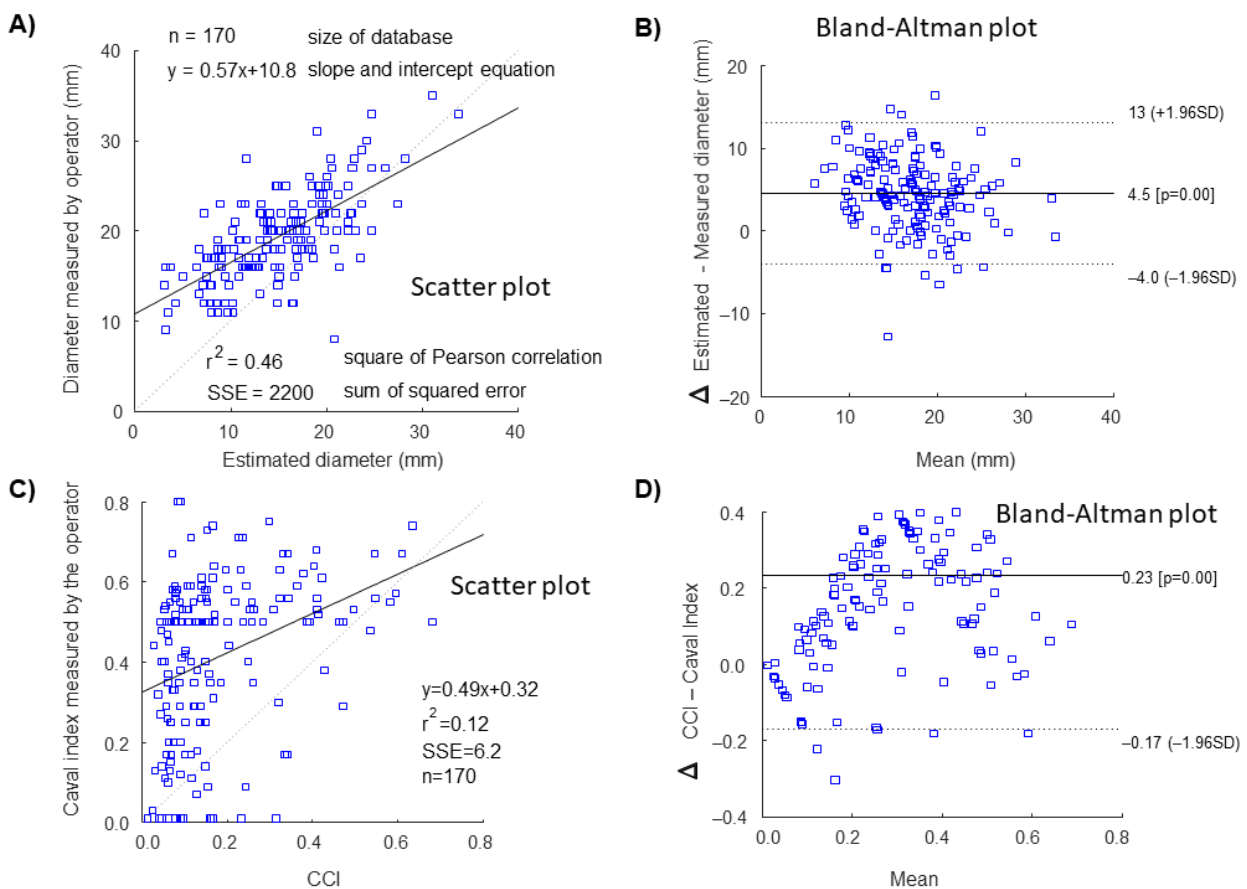 A)
n = 170 size of database
y = 0.57x+10.8 slope and intercept equation
Diameter measured by operator (mm)
40
30
20
10
0
Scatter plot
r² = 0.46 square of Pearson correlation
SSE = 2200 sum of squared error
0 10 20 30 40
Estimated diameter (mm)
B)
Bland-Altman plot
Δ Estimated - Measured diameter (mm)
20
10
0
−10
−20
13 (+1.96SD)
4.5 [p=0.00]
−4.0 (−1.96SD)
0 10 20 30 40
Mean (mm)
C)
Caval index measured by the operator
0.8
0.6
0.4
0.2
0.0
Scatter plot
y=0.49x+0.32
r²=0.12
SSE=6.2
n=170
0.0 0.2 0.4 0.6 0.8
CCI
D)
Bland-Altman plot
Δ CCI – Caval Index
0.4
0.2
0.0
−0.2
−0.4
0.23 [p=0.00]
−0.17 (−1.96SD)
0.0 0.2 0.4 0.6 0.8
Mean